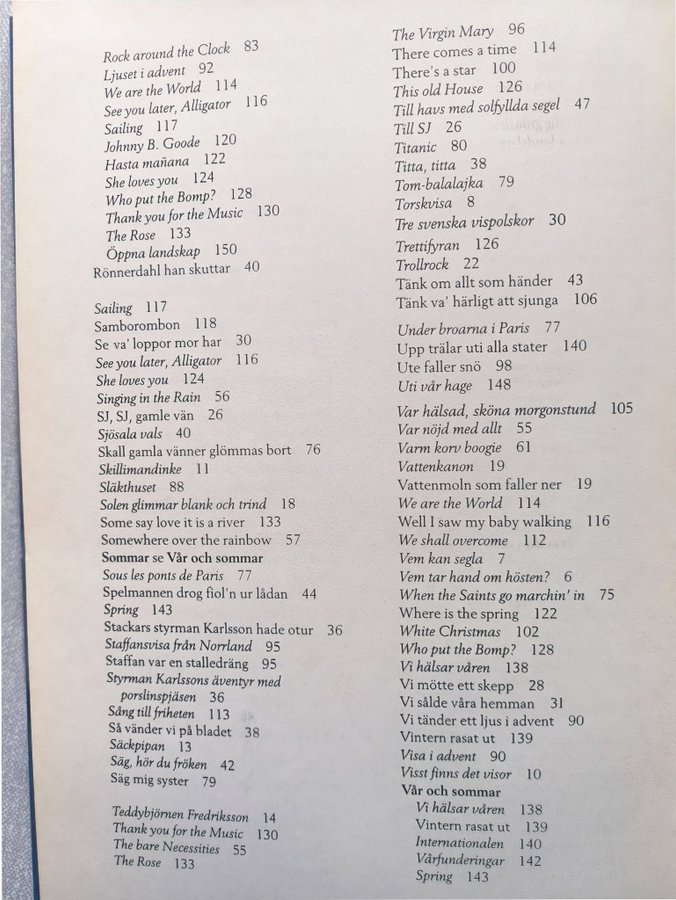 Rock around the Clock 83
Ljuset i advent 92
We are the World 114
See you later, Alligator 116
Sailing 117
Johnny B. Goode 120
Hasta mañana 122
She loves you 124
Who put the Bomp? 128
Thank you for the Music 130
The Rose 133
Öppna landskap 150
Rönnerdahl han skuttar 40
Sailing 117
Samborombon 118
Se va' loppor mor har 30
See you later, Alligator 116
She loves you 124
Singing in the Rain 56
SJ, SJ, gamle vän 26
Sjösala vals 40
Skall gamla vänner glömmas bort 76
Skillimandinke 11
Släkthuset 88
Solen glimmar blank och trind 18
Some say love it is a river 133
Somewhere over the rainbow 57
Sommar se Vår och sommar
Sous les ponts de Paris 77
Spelmannen drog fiol'n ur lådan 44
Spring 143
Stackars styrman Karlsson hade otur 36
Staffansvisa från Norrland 95
Staffan var en stalledräng 95
Styrman Karlssons äventyr med
porslinspjäsen 36
Sång till friheten 113
Så vänder vi på bladet 38
Säckpipan 13
Säg, hör du fröken 42
Säg mig syster 79
Teddybjörnen Fredriksson 14
Thank you for the Music 130
The bare Necessities 55
The Rose 133
The Virgin Mary 96
There comes a time 114
There's a star 100
This old House 126
Till havs med solfyllda segel 47
Till SJ 26
Titanic 80
Titta, titta 38
Tom-balalajka 79
Torskvisa 8
Tre svenska vispolskor 30
Trettifyran 126
Trollrock 22
Tänk om allt som händer 43
Tänk va' härligt att sjunga 106
Under broarna i Paris 77
Upp trälar uti alla stater 140
Ute faller snö 98
Uti vår hage 148
Var hälsad, sköna morgonstund 105
Var nöjd med allt 55
Varm korv boogie 61
Vattenkanon 19
Vattenmoln som faller ner 19
We are the World 114
Well I saw my baby walking 116
We shall overcome 112
Vem kan segla 7
Vem tar hand om hösten? 6
When the Saints go marchin' in 75
Where is the spring 122
White Christmas 102
Who put the Bomp? 128
Vi hälsar våren 138
Vi mötte ett skepp 28
Vi sålde våra hemman 31
Vi tänder ett ljus i advent 90
Vintern rasat ut 139
Visa i advent 90
Visst finns det visor 10
Vår och sommar
Vi hälsar våren 138
Vintern rasat ut 139
Internationalen 140
Vårfunderingar 142
Spring 143